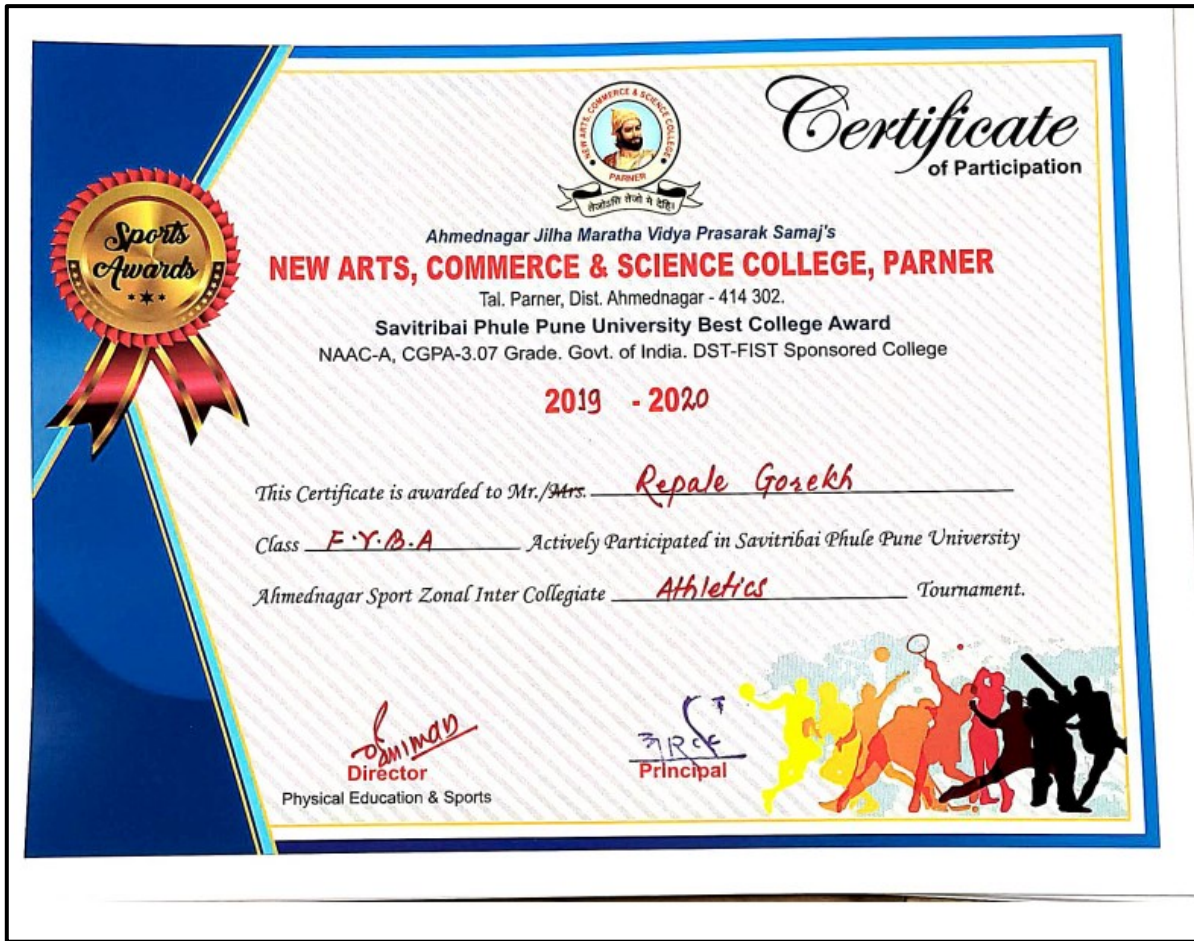 NEW ARTS, COMMERCE & SCIENCE COLLEGE
PARNER
तेजोऽसि तेजो मे देहि।
Certificate
of Participation
Sports
Awards
Ahmednagar Jilha Maratha Vidya Prasarak Samaj's
NEW ARTS, COMMERCE & SCIENCE COLLEGE, PARNER
Tal. Parner, Dist. Ahmednagar - 414 302.
Savitribai Phule Pune University Best College Award
NAAC-A, CGPA-3.07 Grade. Govt. of India. DST-FIST Sponsored College
2019 - 2020
This Certificate is awarded to Mr./Mrs. Repale Gorekh
Class F.Y.B.A Actively Participated in Savitribai Phule Pune University
Ahmednagar Sport Zonal Inter Collegiate Athletics Tournament.
Director
Physical Education & Sports
Principal